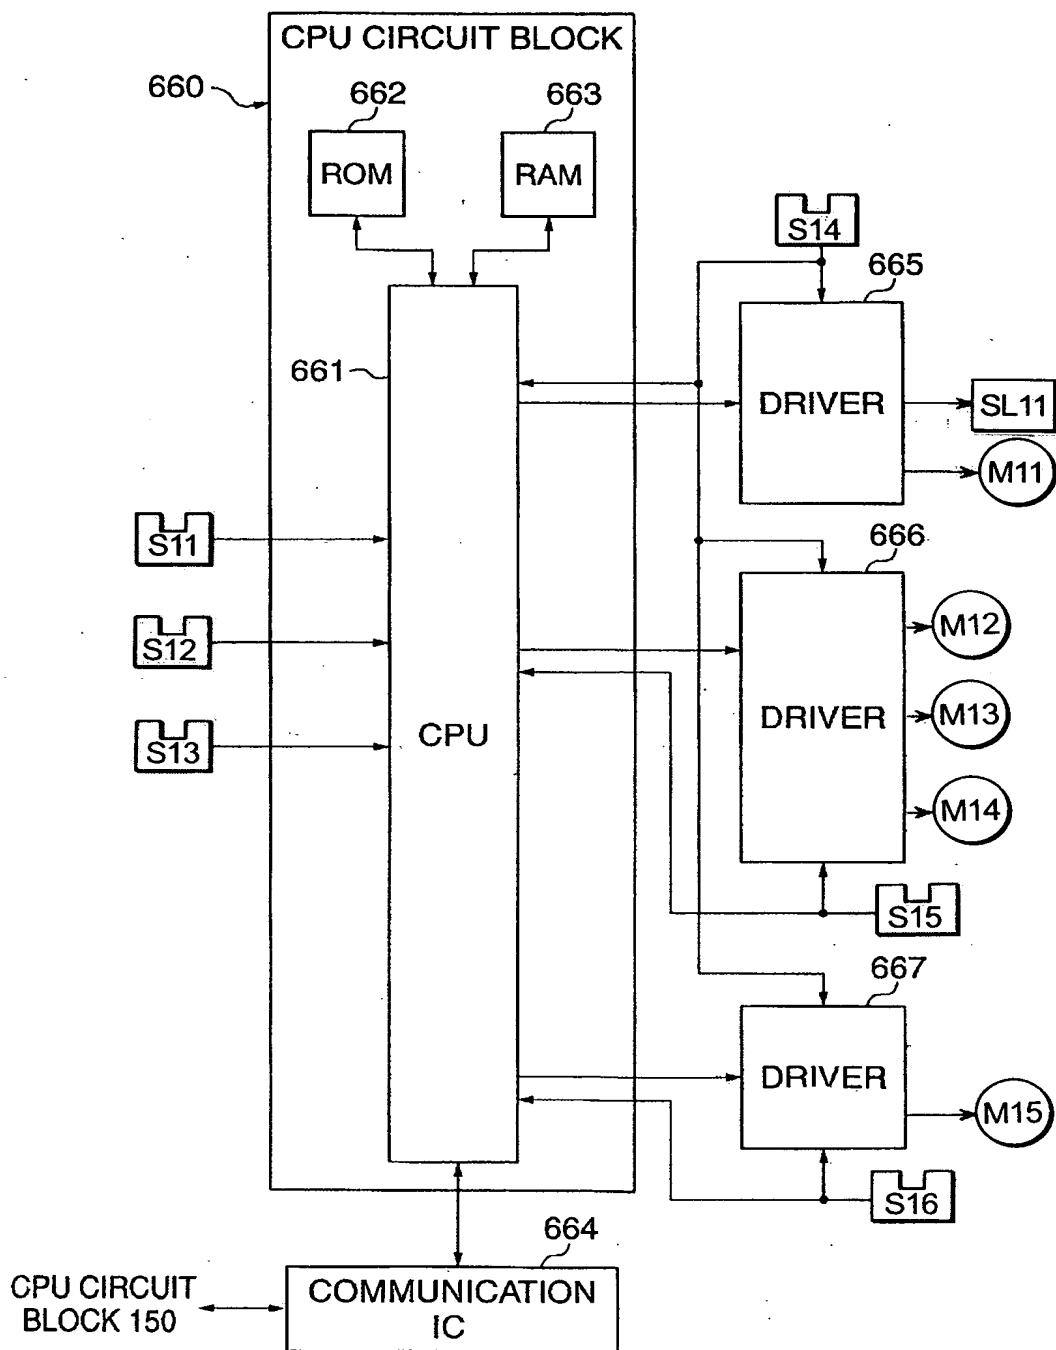 CPU CIRCUIT BLOCK
660
662
663
ROM
RAM
S14
665
661
DRIVER
SL11
M11
S11
666
S12
M12
CPU
DRIVER
M13
S13
M14
S15
667
DRIVER
M15
S16
664
CPU CIRCUIT
BLOCK 150
COMMUNICATION
IC